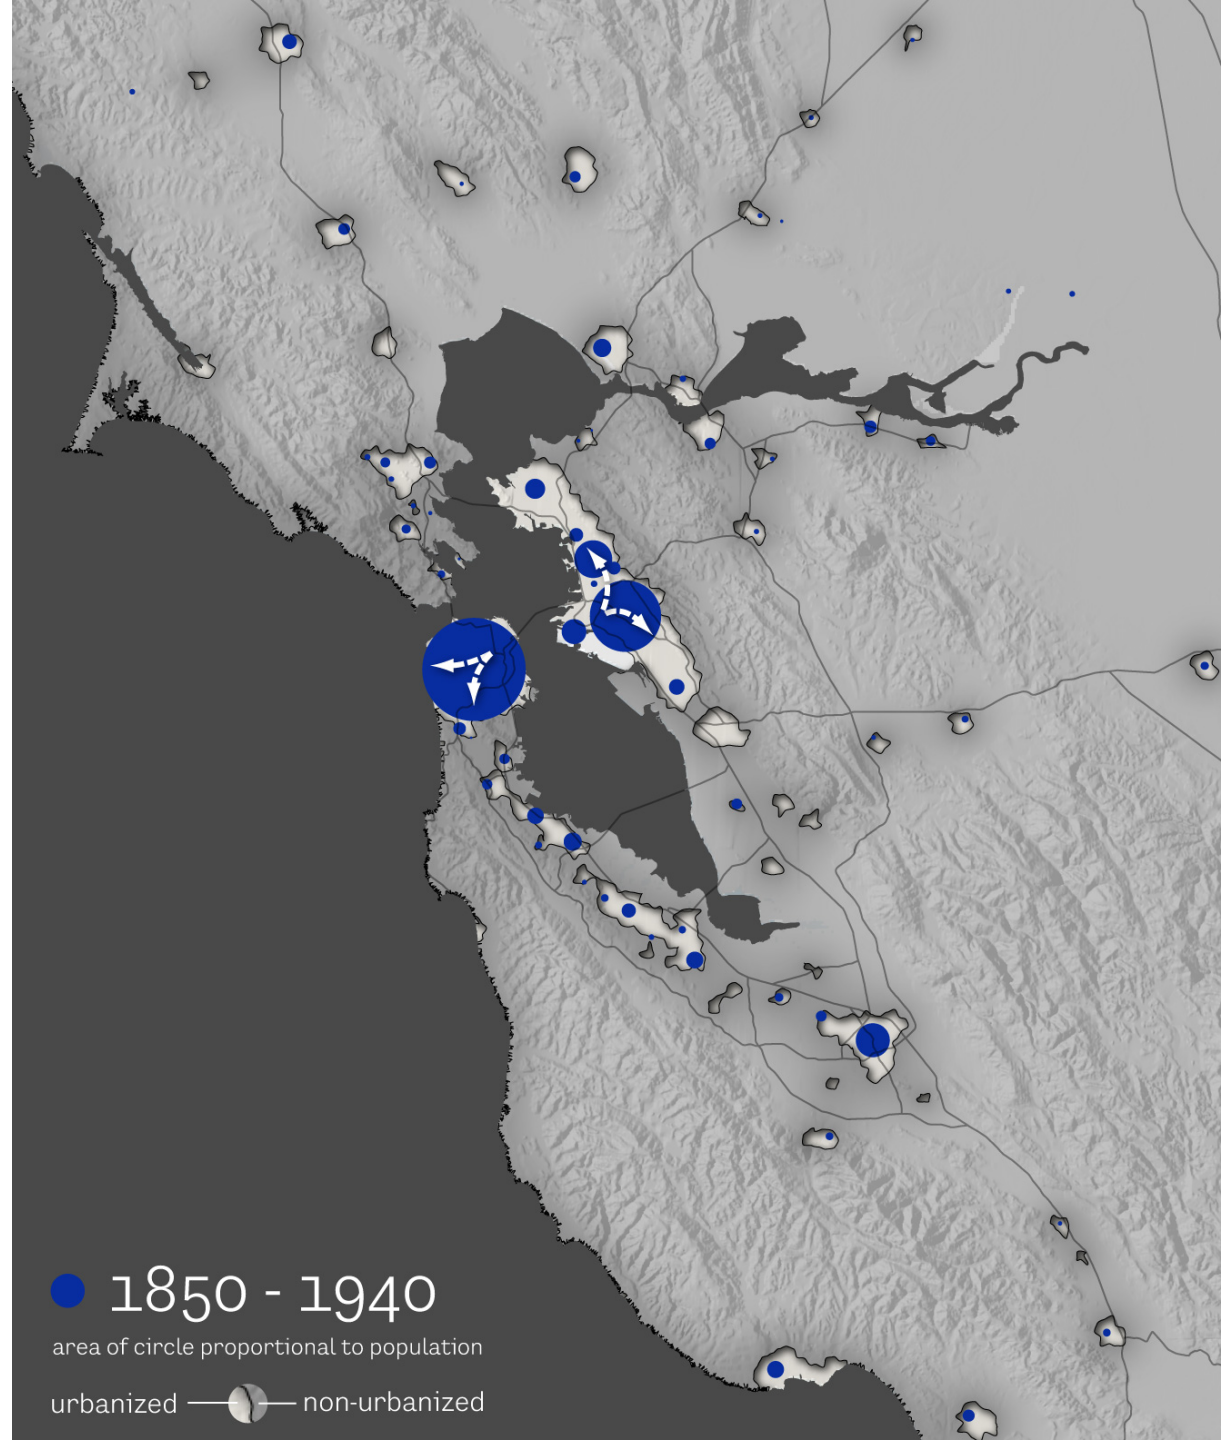 1850 - 1940
area of circle proportional to population
urbanized non-urbanized